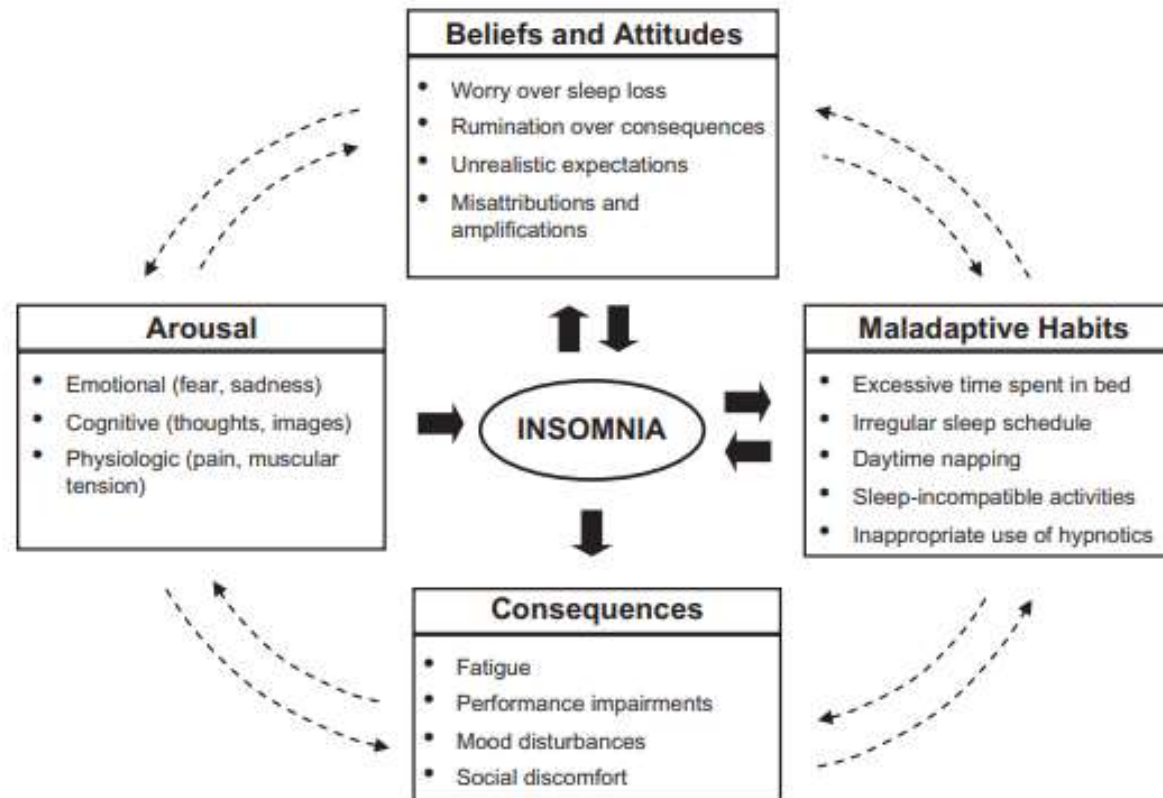 Beliefs and Attitudes
• Worry over sleep loss
• Rumination over consequences
• Unrealistic expectations
• Misattributions and
amplifications
Arousal
• Emotional (fear, sadness)
• Cognitive (thoughts, images)
• Physiologic (pain, muscular
tension)
INSOMNIA
Maladaptive Habits
• Excessive time spent in bed
• Irregular sleep schedule
• Daytime napping
• Sleep-incompatible activities
• Inappropriate use of hypnotics
Consequences
• Fatigue
• Performance impairments
• Mood disturbances
• Social discomfort